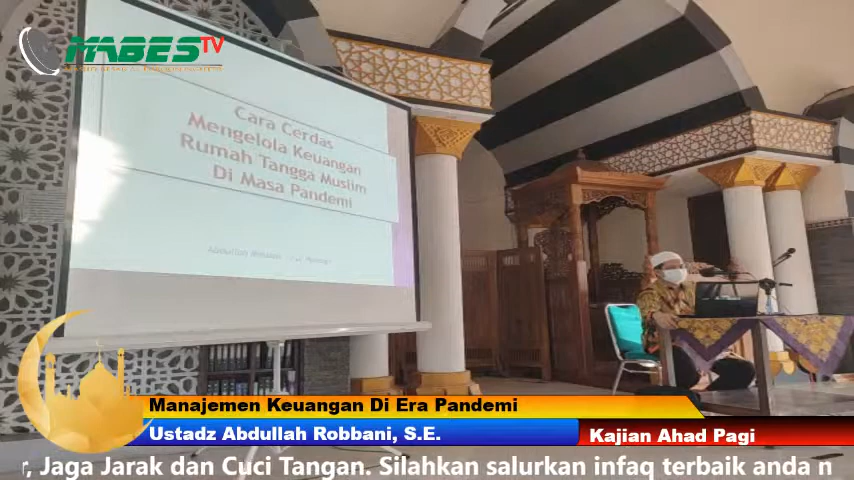 MABES TV
Cara Cerdas
Mengelola Keuangan
Rumah Tangga Muslim
Di Masa Pandemi
Manajemen Keuangan Di Era Pandemi
Ustadz Abdullah Robbani, S.E.
Kajian Ahad Pagi
Jaga Jarak dan Cuci Tangan. Silahkan salurkan infaq terbaik anda